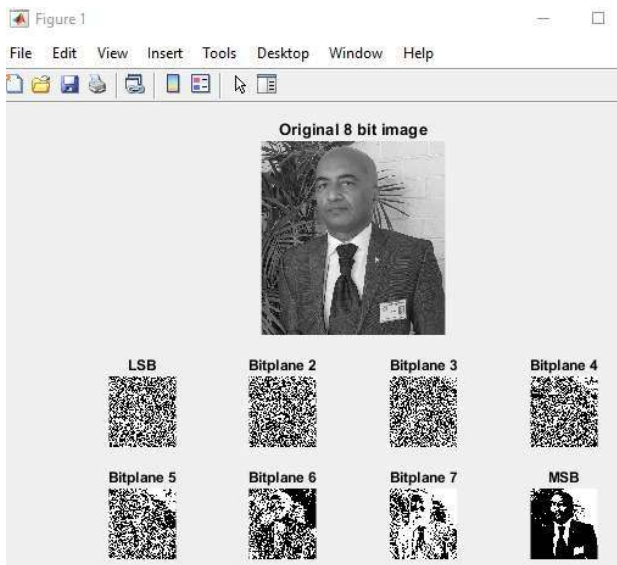 Figure 1
File Edit View Insert Tools Desktop Window Help
Original 8 bit image
LSB Bitplane 2 Bitplane 3 Bitplane 4
Bitplane 5 Bitplane 6 Bitplane 7 MSB